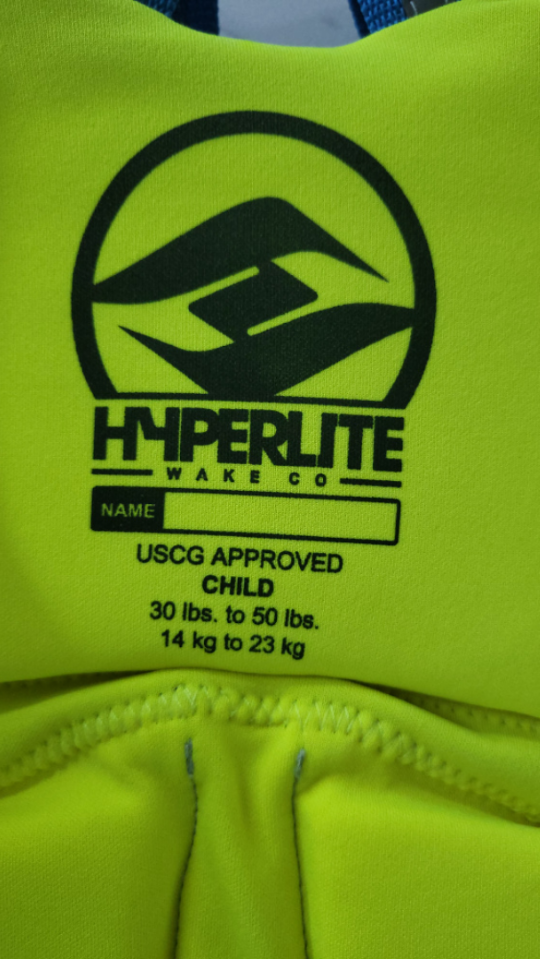 HYPERLITE
WAKE CO
NAME
USCG APPROVED
CHILD
30 lbs. to 50 lbs.
14 kg to 23 kg